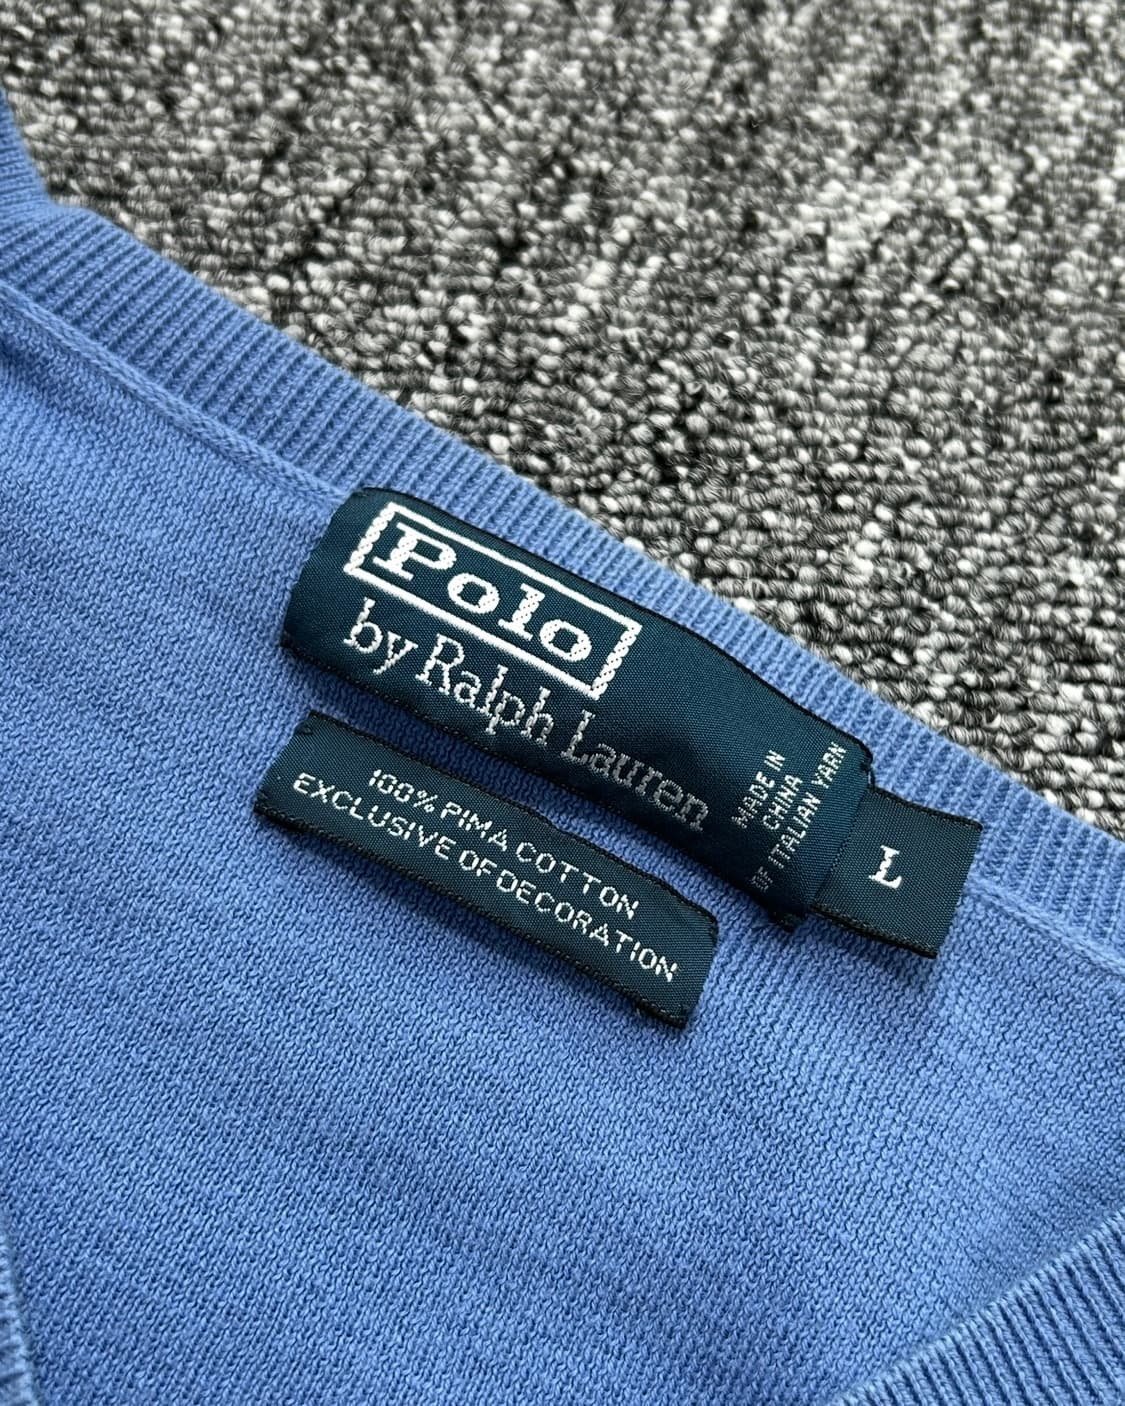 Polo
by Ralph Lauren
MADE IN
CHINA
OF ITALIAN YARN
L
100% PIMA COTTON
EXCLUSIVE OF DECORATION